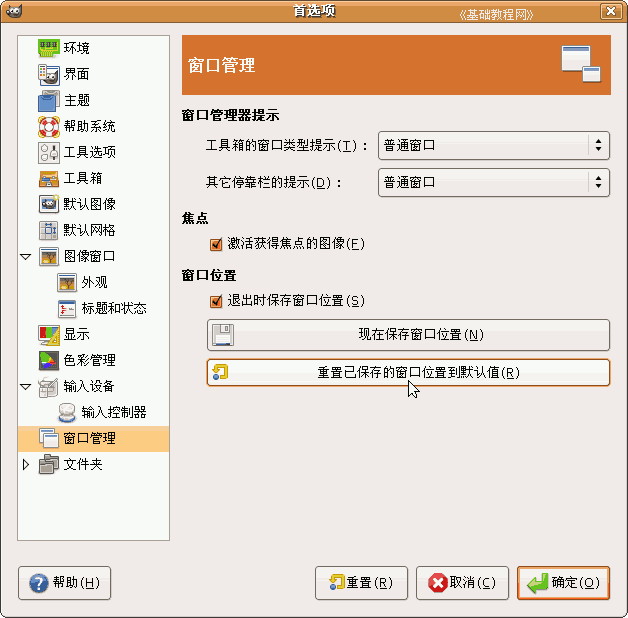 首选项
《基础教程网》
环境
界面
主题
帮助系统
工具选项
工具箱
默认图像
默认网格
图像窗口
外观
标题和状态
显示
色彩管理
输入设备
输入控制器
窗口管理
文件夹
窗口管理
窗口管理器提示
工具箱的窗口类型提示(T)： 普通窗口
其它停靠栏的提示(D)： 普通窗口
焦点
激活获得焦点的图像(F)
窗口位置
退出时保存窗口位置(S)
现在保存窗口位置(N)
重置已保存的窗口位置到默认值(R)
帮助(H) 重置(R) 取消(C) 确定(O)